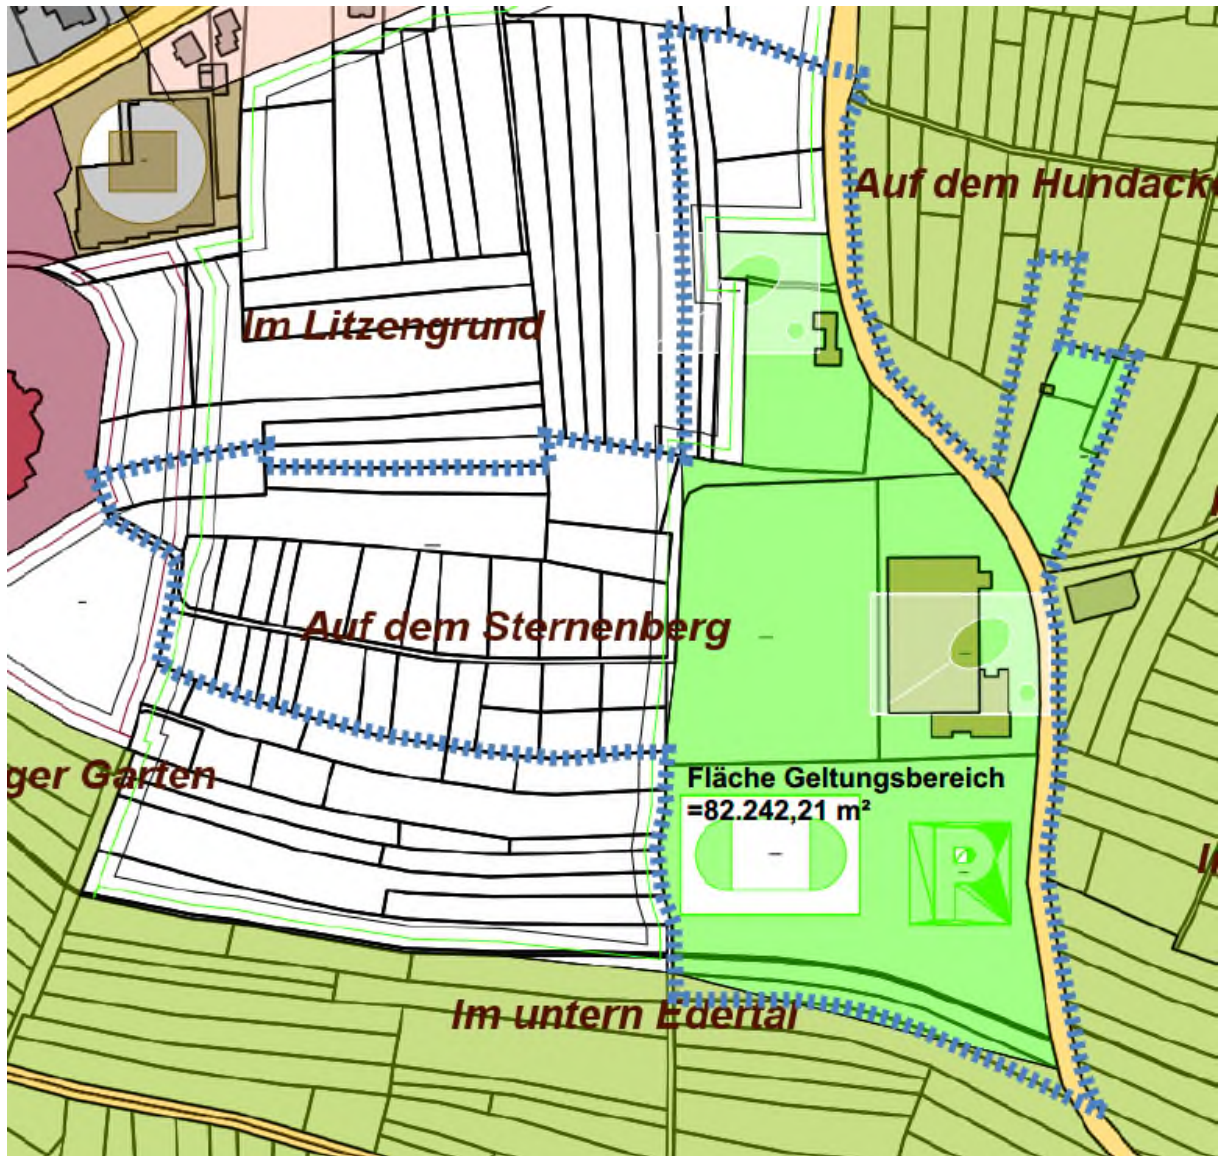 Auf dem Hundack
Im Litzengrund
Auf dem Sternenberg
ger Garten
Fläche Geltungsbereich
=82.242,21 m²
P
Im untern Edertal